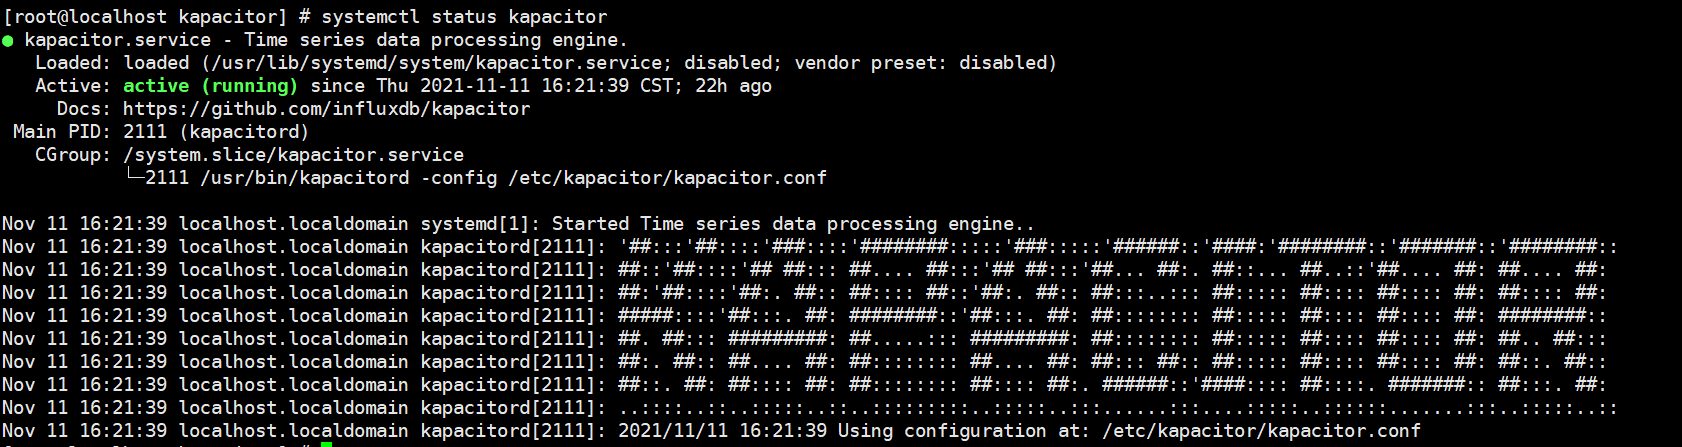 [root@localhost kapacitor] # systemctl status kapacitor
● kapacitor.service - Time series data processing engine.
   Loaded: loaded (/usr/lib/systemd/system/kapacitor.service; disabled; vendor preset: disabled)
   Active: active (running) since Thu 2021-11-11 16:21:39 CST; 22h ago
     Docs: https://github.com/influxdb/kapacitor
 Main PID: 2111 (kapacitord)
   CGroup: /system.slice/kapacitor.service
           └─2111 /usr/bin/kapacitord -config /etc/kapacitor/kapacitor.conf

Nov 11 16:21:39 localhost.localdomain systemd[1]: Started Time series data processing engine..
Nov 11 16:21:39 localhost.localdomain kapacitord[2111]: '##:::'##::::'###::::'########:::::'###:::::'######::'####:'########::'#######::'########::
Nov 11 16:21:39 localhost.localdomain kapacitord[2111]: ##::'##::::'## ##::: ##.... ##:::'## ##:::'##... ##:. ##::... ##..::'##.... ##: ##.... ##:
Nov 11 16:21:39 localhost.localdomain kapacitord[2111]: ##:'##::::'##:. ##:: ##:::: ##::'##:. ##:: ##:::..::: ##::::: ##:::: ##:::: ##: ##:::: ##:
Nov 11 16:21:39 localhost.localdomain kapacitord[2111]: #####::::'##:::. ##: ########::'##:::. ##: ##:::::::: ##::::: ##:::: ##:::: ##: ########::
Nov 11 16:21:39 localhost.localdomain kapacitord[2111]: ##. ##::: #########: ##.....::: #########: ##:::::::: ##::::: ##:::: ##:::: ##: ##.. ##:::
Nov 11 16:21:39 localhost.localdomain kapacitord[2111]: ##:. ##:: ##.... ##: ##:::::::: ##.... ##: ##::: ##:: ##::::: ##:::: ##:::: ##: ##::. ##::
Nov 11 16:21:39 localhost.localdomain kapacitord[2111]: ##::. ##: ##:::: ##: ##:::::::: ##:::: ##:. ######::'####:::: ##::::. #######:: ##:::. ##:
Nov 11 16:21:39 localhost.localdomain kapacitord[2111]: ..::::..::..:::::..::..:::::::::..:::::..:::......:::....:::::..::::::.......:::..:::::..::
Nov 11 16:21:39 localhost.localdomain kapacitord[2111]: 2021/11/11 16:21:39 Using configuration at: /etc/kapacitor/kapacitor.conf